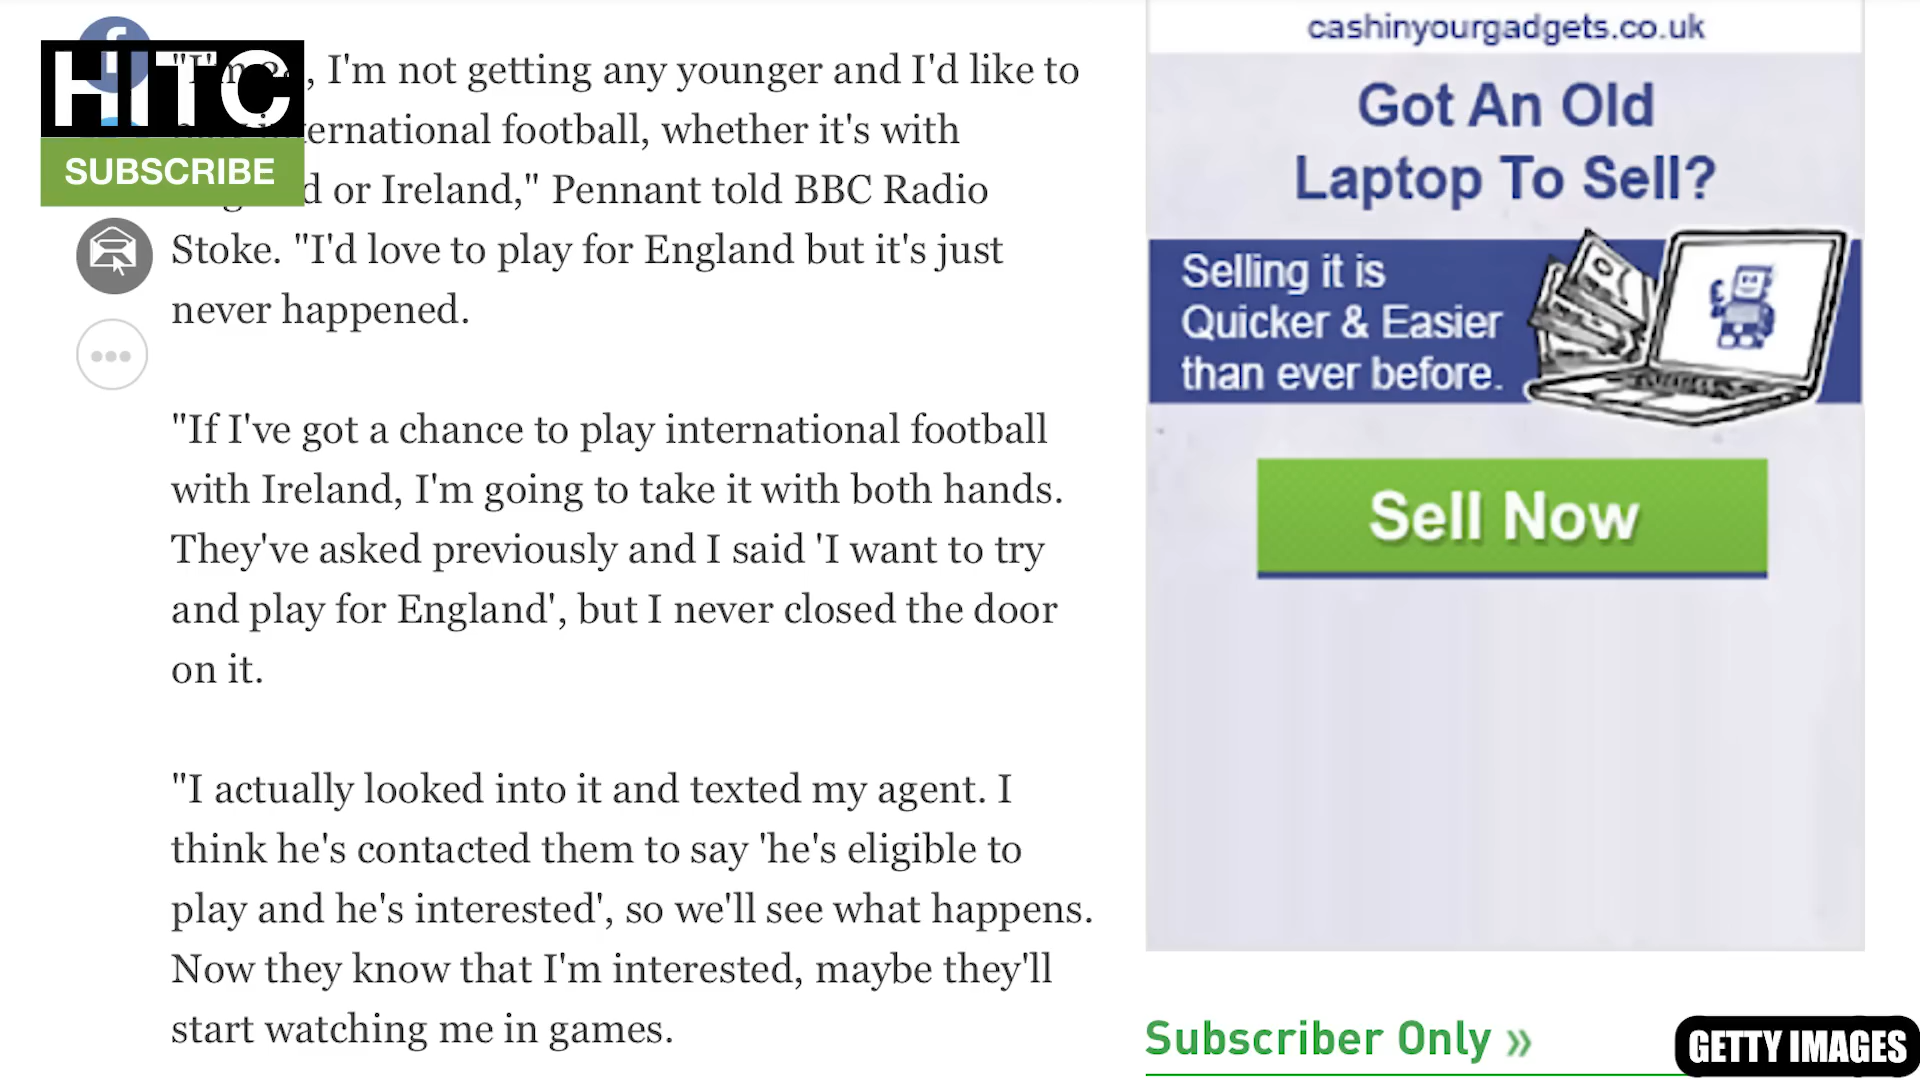 HITC
SUBSCRIBE
, I'm not getting any younger and I'd like to
ernational football, whether it's with
or Ireland," Pennant told BBC Radio
Stoke. "I'd love to play for England but it's just
never happened.
"If I've got a chance to play international football
with Ireland, I'm going to take it with both hands.
They've asked previously and I said 'I want to try
and play for England', but I never closed the door
on it.
"I actually looked into it and texted my agent. I
think he's contacted them to say 'he's eligible to
play and he's interested', so we'll see what happens.
Now they know that I'm interested, maybe they'll
start watching me in games.
cashinyourgadgets.co.uk
Got An Old
Laptop To Sell?
Selling it is
Quicker & Easier
than ever before.
Sell Now
Subscriber Only »
GETTY IMAGES